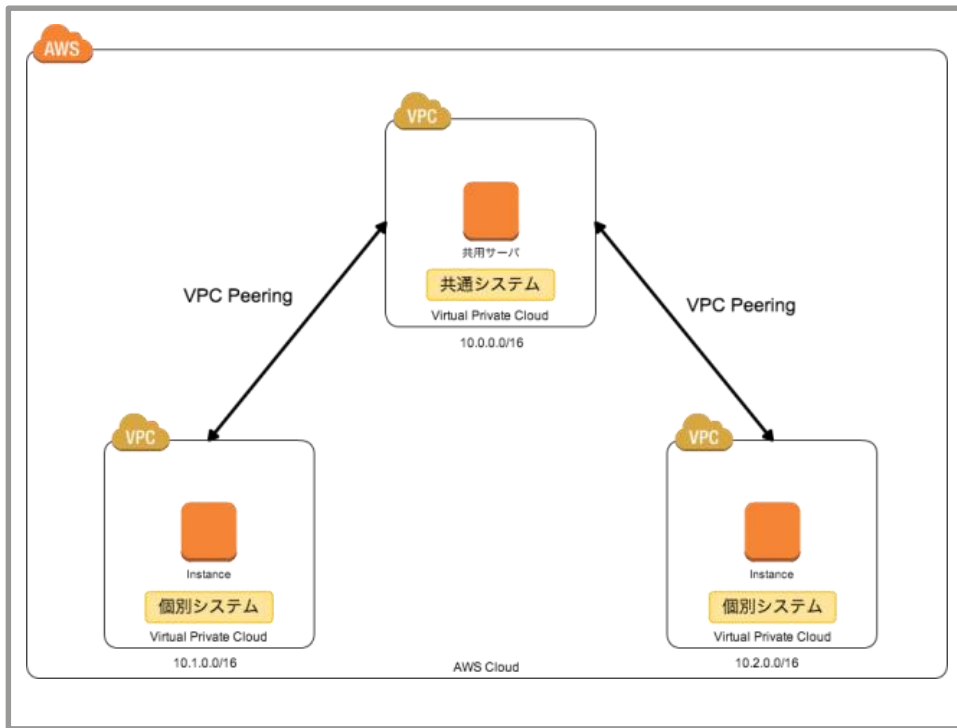 AWS
VPC
共用サーバ
共通システム
Virtual Private Cloud
10.0.0.0/16
VPC Peering
VPC Peering
VPC
Instance
個別システム
Virtual Private Cloud
10.1.0.0/16
VPC
Instance
個別システム
Virtual Private Cloud
10.2.0.0/16
AWS Cloud